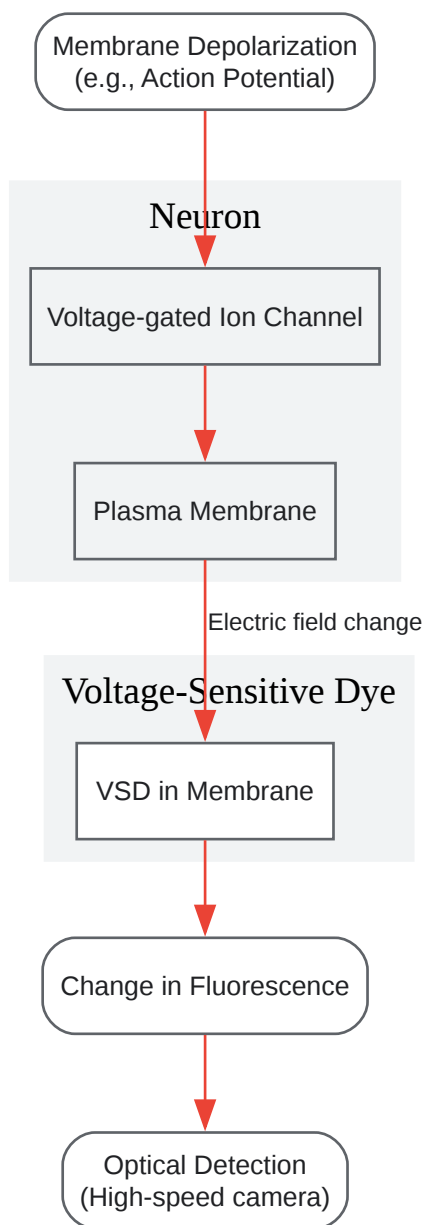 Membrane Depolarization
(e.g., Action Potential)
Neuron
Voltage-gated Ion Channel
Plasma Membrane
Electric field change
Voltage-Sensitive Dye
VSD in Membrane
Change in Fluorescence
Optical Detection
(High-speed camera)